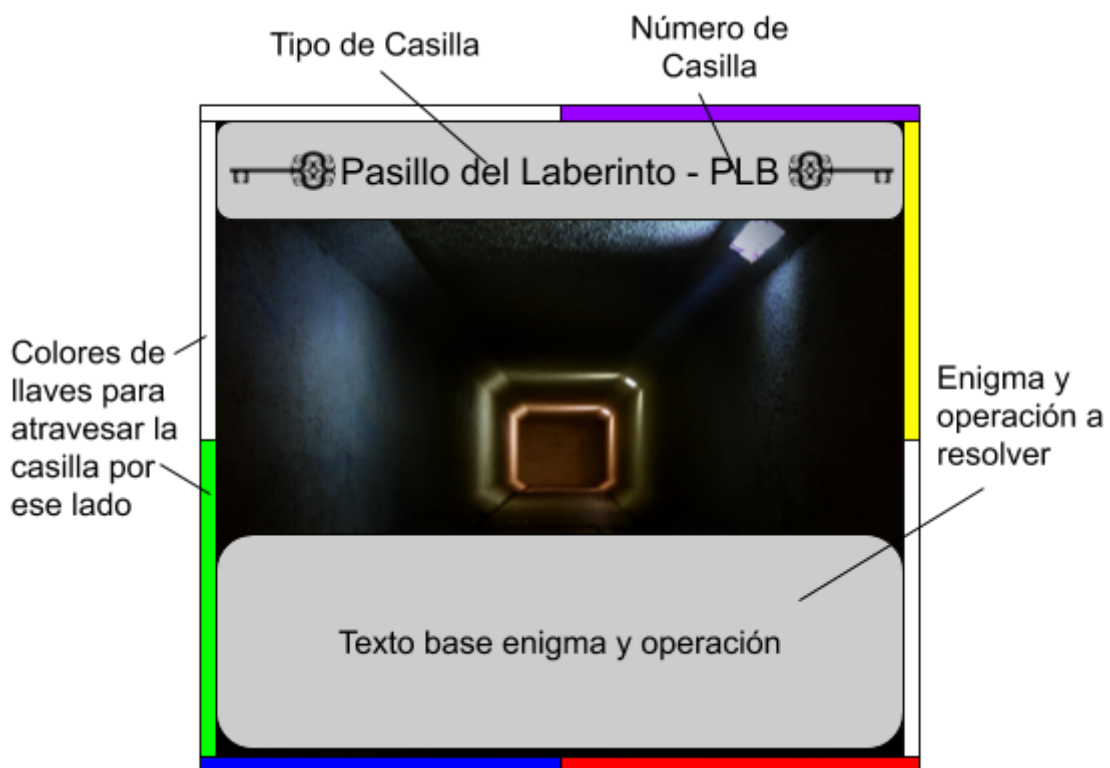 Tipo de Casilla
Número de
Casilla
Pasillo del Laberinto - PLB
Colores de
llaves para
atravesar la
casilla por
ese lado
Enigma y
operación a
resolver
Texto base enigma y operación